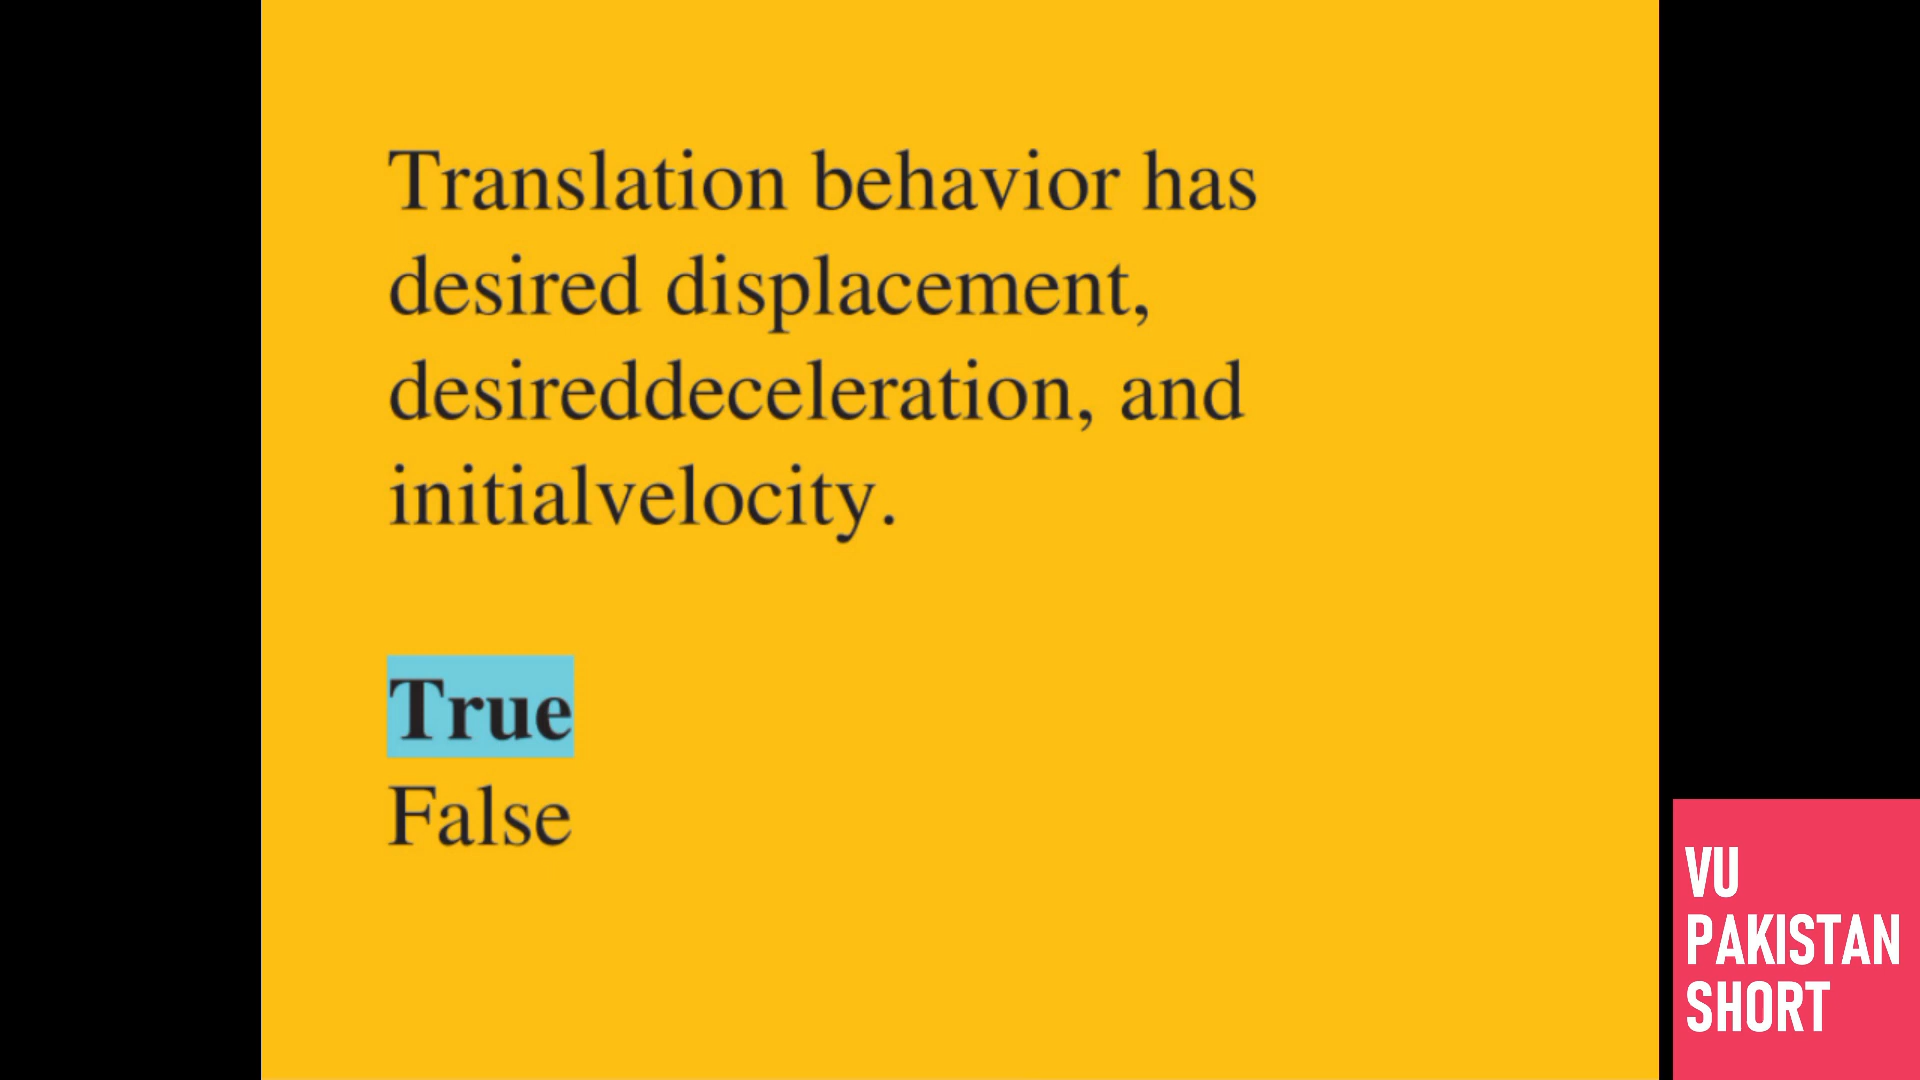 Translation behavior has
desired displacement,
desireddeceleration, and
initialvelocity.
True
False
VU
PAKISTAN
SHORT